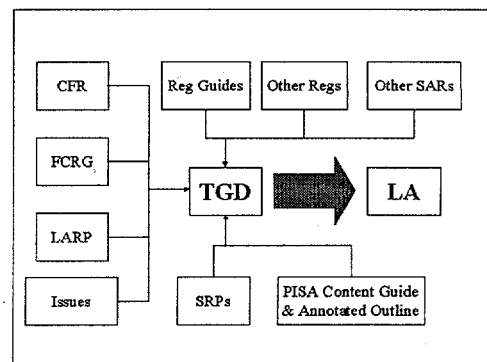 CFR
Reg Guides
Other Regs
Other SARs
FCRG
TGD
LA
LARP
Issues
SRPs
PISA Content Guide
& Annotated Outline